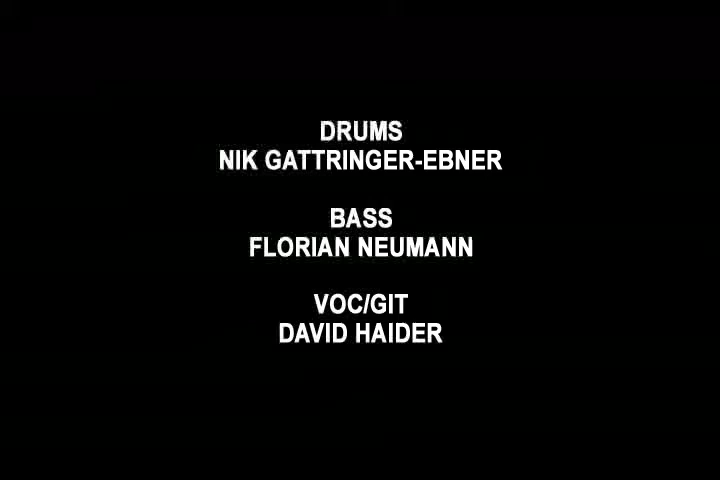 DRUMS
NIK GATTRINGER-EBNER
BASS
FLORIAN NEUMANN
VOC/GIT
DAVID HAIDER